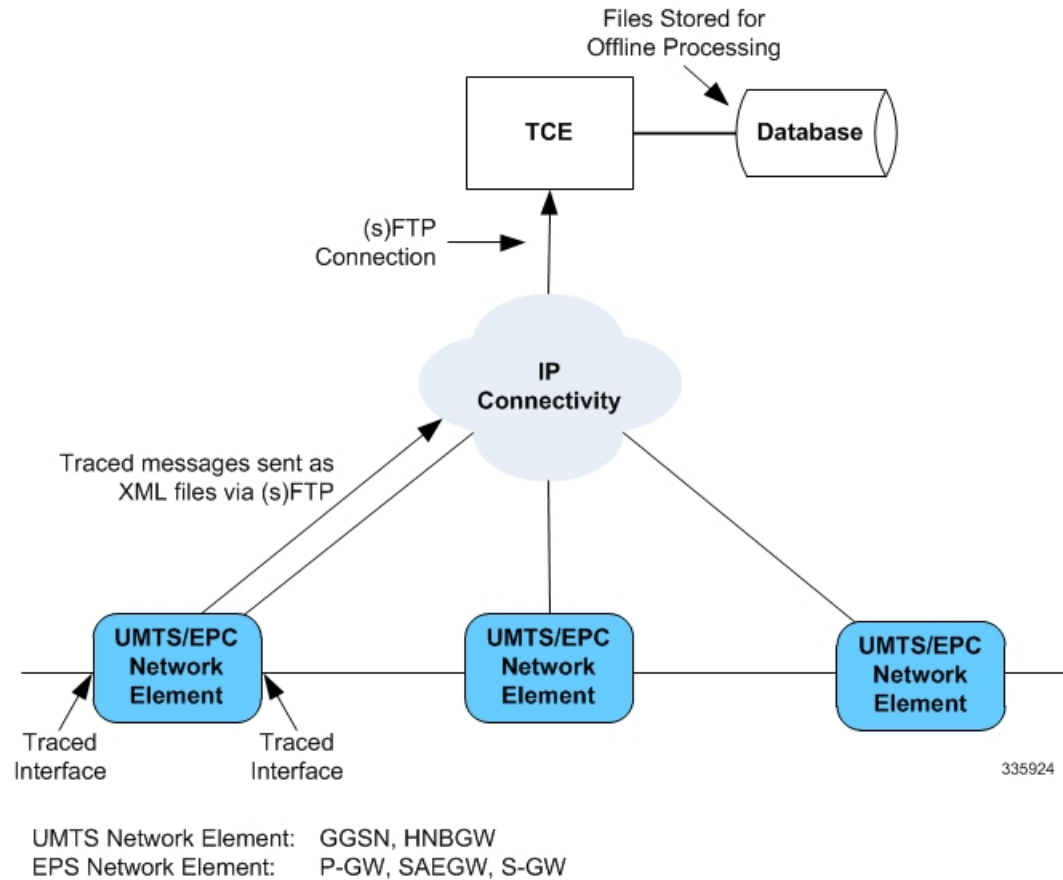 Files Stored for
Offline Processing
TCE
Database
(s)FTP
Connection
IP
Connectivity
Traced messages sent as
XML files via (s)FTP
UMTS/EPC
Network
Element
UMTS/EPC
Network
Element
UMTS/EPC
Network
Element
Traced
Interface
Traced
Interface
335924
UMTS Network Element: GGSN, HNBGW
EPS Network Element: P-GW, SAEGW, S-GW